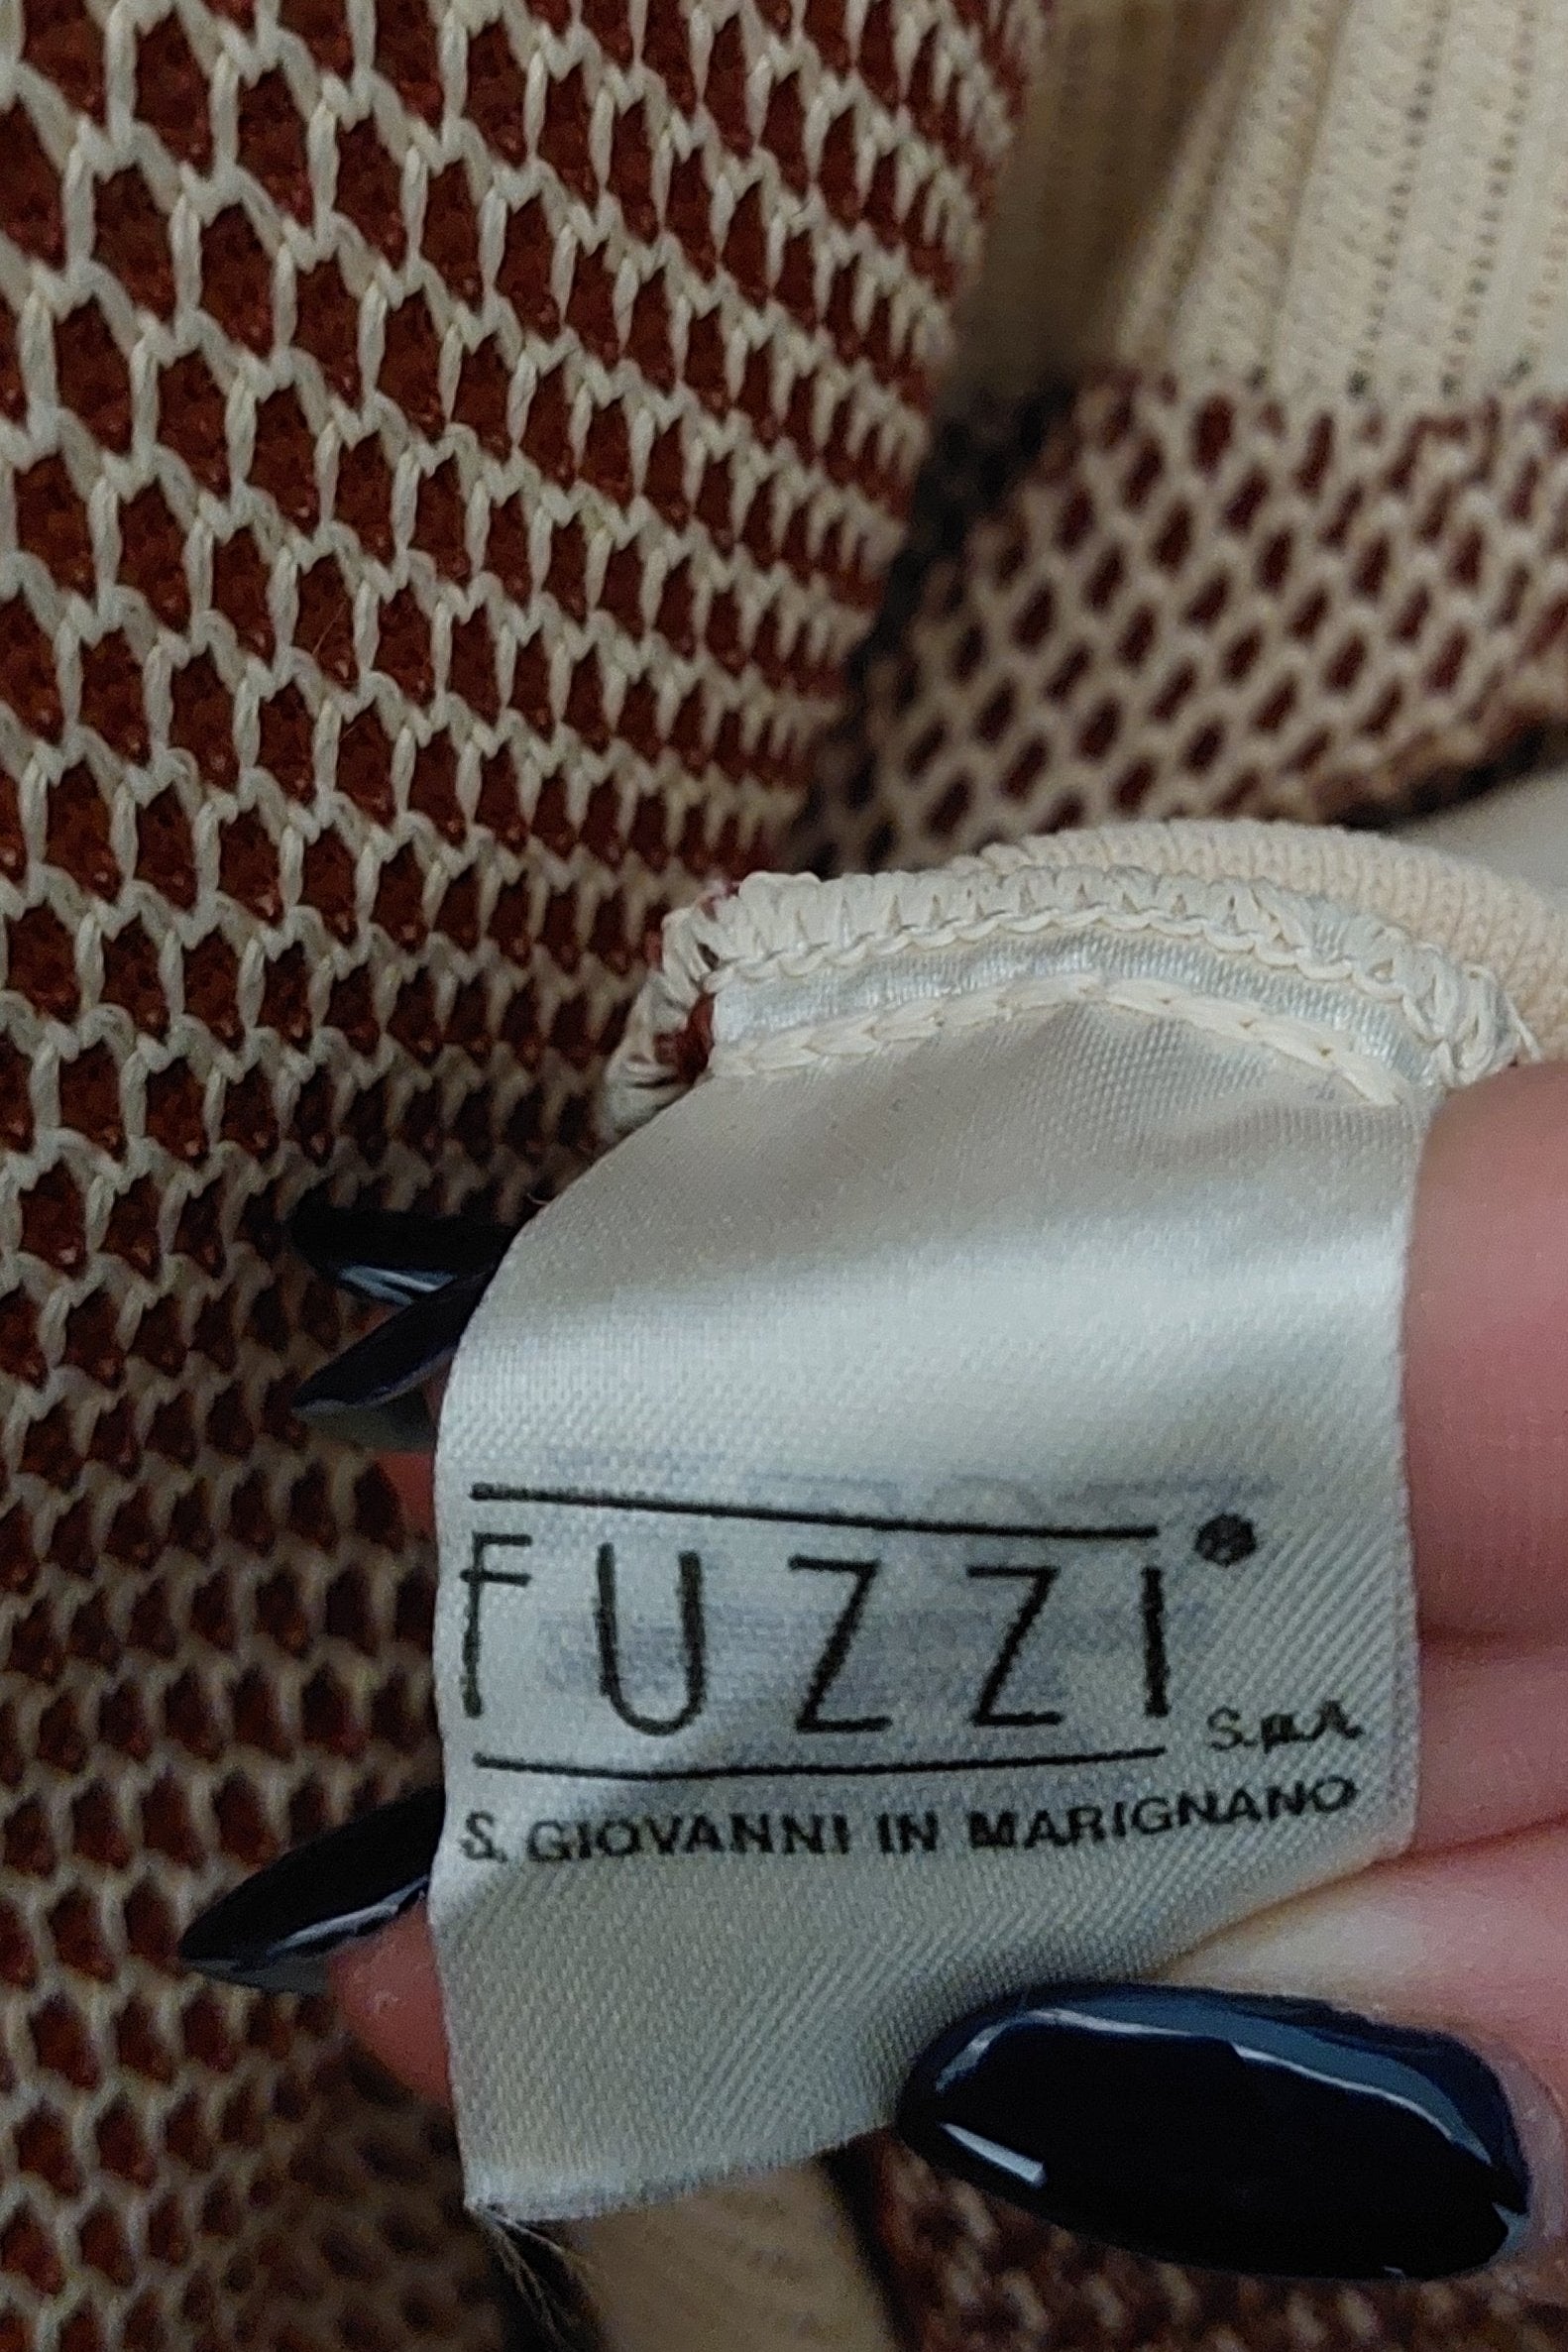 FUZZI
S.p.A.
S. GIOVANNI IN MARIGNANO